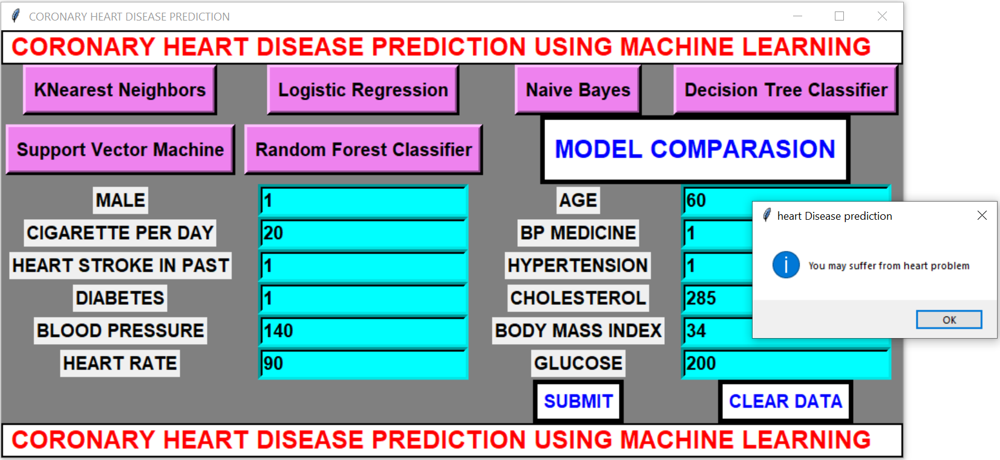 CORONARY HEART DISEASE PREDICTION
CORONARY HEART DISEASE PREDICTION USING MACHINE LEARNING
KNearest Neighbors Logistic Regression Naive Bayes Decision Tree Classifier
Support Vector Machine Random Forest Classifier MODEL COMPARASION
MALE 1 AGE 60
CIGARETTE PER DAY 20 BP MEDICINE 1
HEART STROKE IN PAST 1 HYPERTENSION 1
DIABETES 1 CHOLESTEROL 285
BLOOD PRESSURE 140 BODY MASS INDEX 34
HEART RATE 90 GLUCOSE 200
SUBMIT CLEAR DATA
CORONARY HEART DISEASE PREDICTION USING MACHINE LEARNING
heart Disease prediction
You may suffer from heart problem
OK